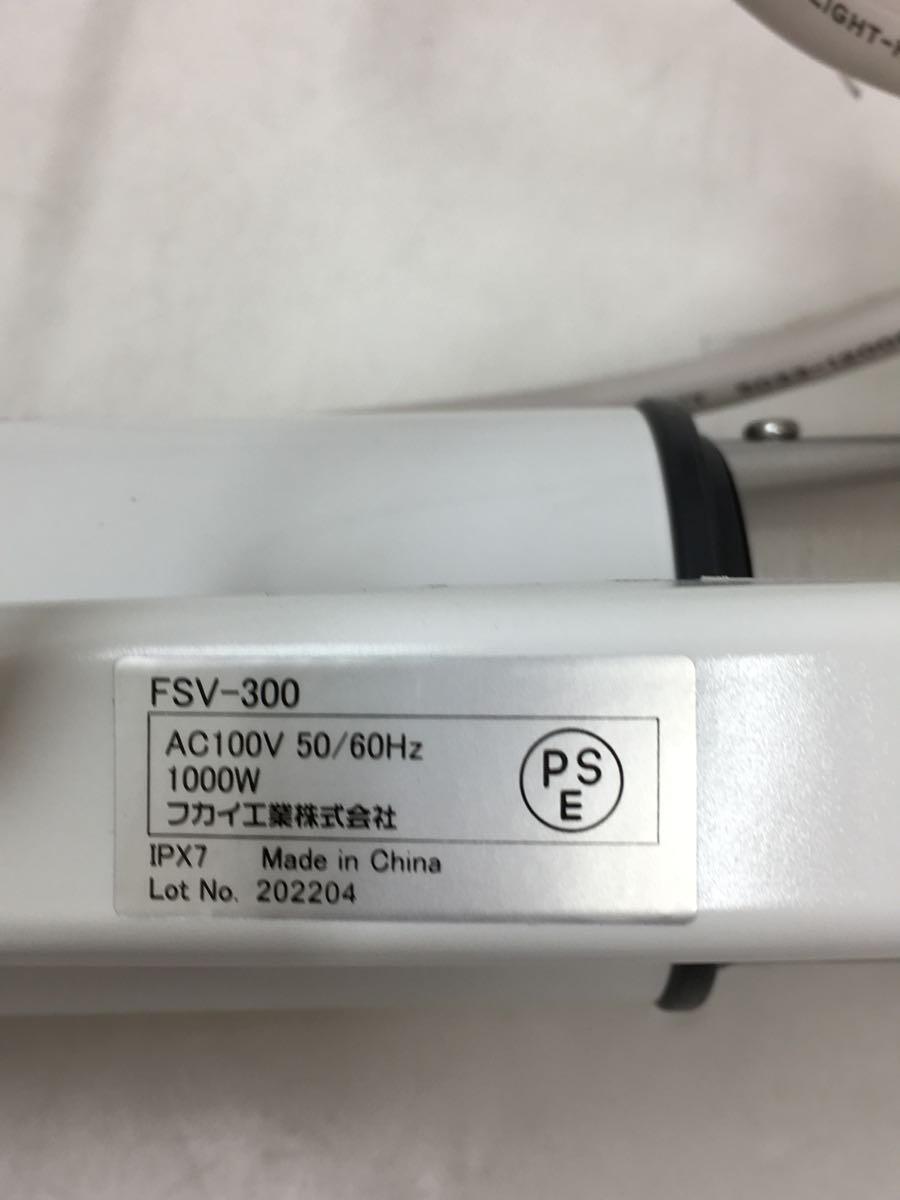 LIGHT-
FSV-300
AC100V 50/60Hz
1000W
フカイ工業株式会社
PS
E
IPX7 Made in China
Lot No. 202204